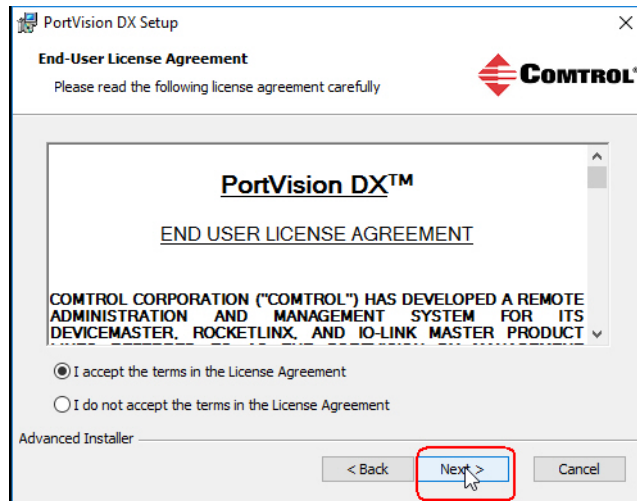 PortVision DX Setup
End-User License Agreement
Please read the following license agreement carefully
COMTROL®
PortVision DX™
END USER LICENSE AGREEMENT
COMTROL CORPORATION ("COMTROL") HAS DEVELOPED A REMOTE
ADMINISTRATION AND MANAGEMENT SYSTEM FOR ITS
DEVICEMASTER, ROCKETLINX, AND IO-LINK MASTER PRODUCT
I accept the terms in the License Agreement
I do not accept the terms in the License Agreement
Advanced Installer
< Back Next > Cancel